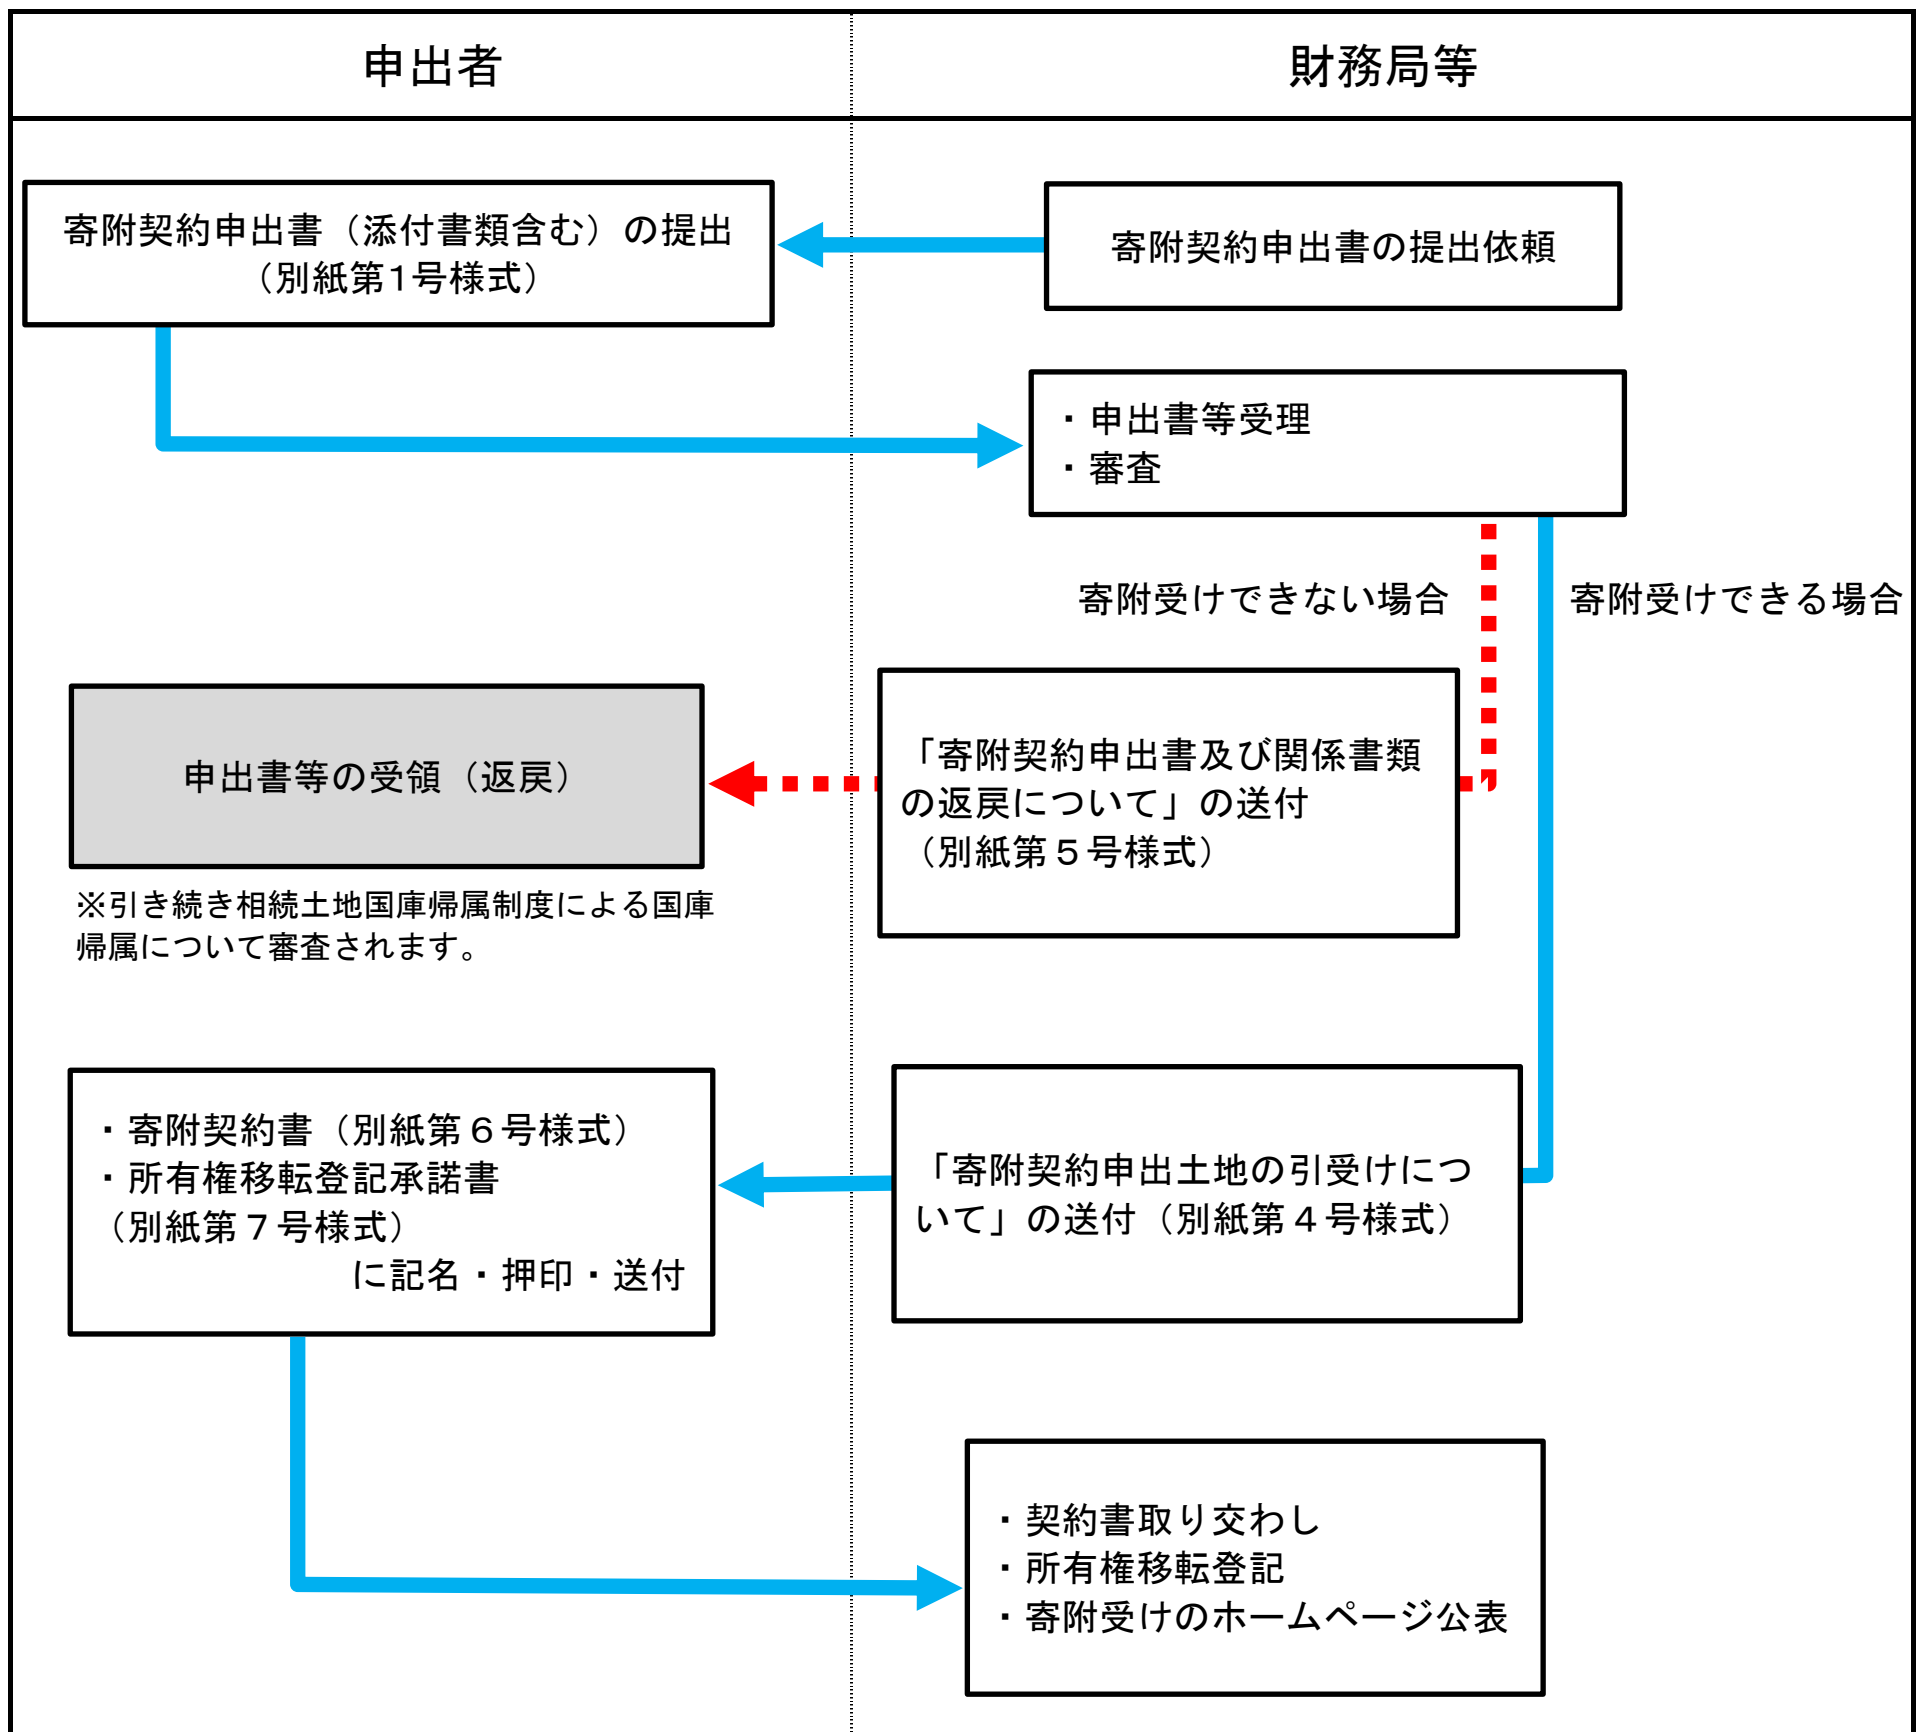 申出者
財務局等
寄附契約申出書（添付書類含む）の提出
（別紙第1号様式）
寄附契約申出書の提出依頼
・申出書等受理
・審査
寄附受けできない場合
寄附受けできる場合
申出書等の受領（返戻）
「寄附契約申出書及び関係書類
の返戻について」の送付
（別紙第５号様式）
※引き続き相続土地国庫帰属制度による国庫
帰属について審査されます。
・寄附契約書（別紙第６号様式）
・所有権移転登記承諾書
（別紙第７号様式）
に記名・押印・送付
「寄附契約申出土地の引受けにつ
いて」の送付（別紙第４号様式）
・契約書取り交わし
・所有権移転登記
・寄附受けのホームページ公表